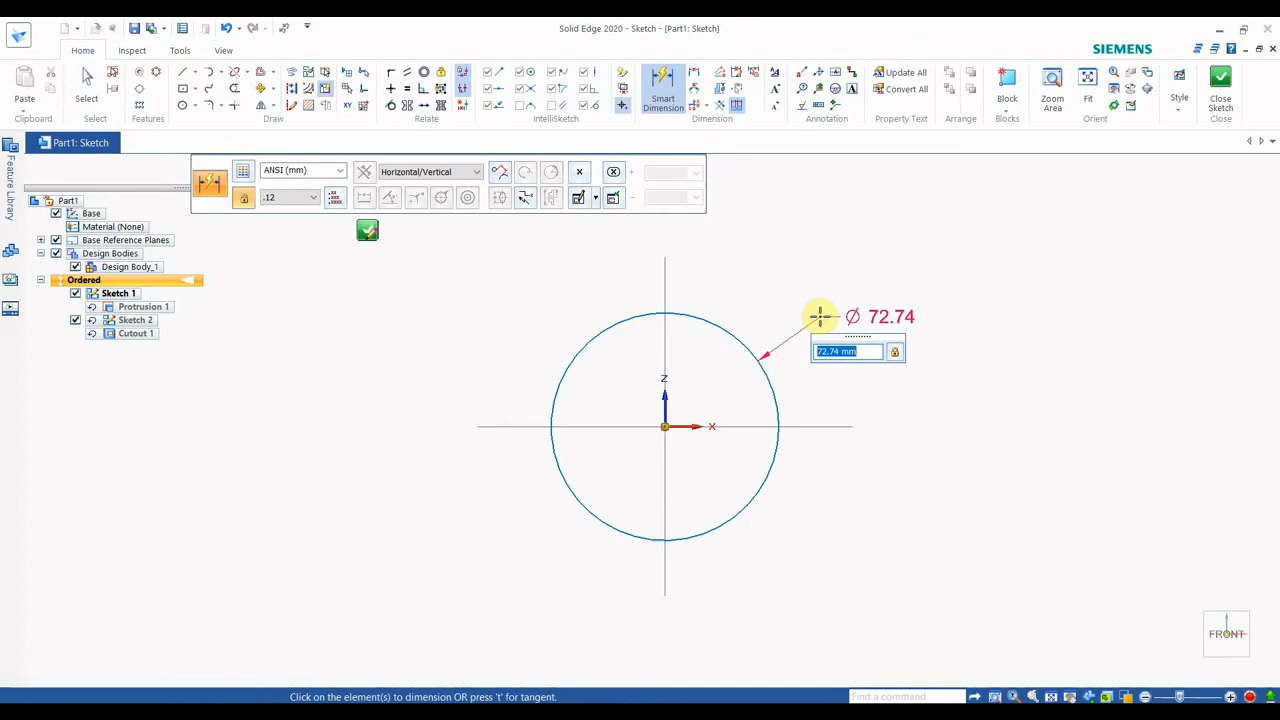 Solid Edge 2020 - Sketch - [Part1: Sketch]
Home
Inspect
Tools
View
SIEMENS
Paste
Select
Smart
Dimension
Update All
Convert All
Block
Zoom
Area
Fit
Style
Close
Sketch
Clipboard
Select
Features
Draw
Relate
IntelliSketch
Dimension
Annotation
Property Text
Arrange
Blocks
Orient
Style
Close
Part1: Sketch
Feature Library
ANSI (mm)
Horizontal/Vertical
.12
Part1
Base
Material (None)
Base Reference Planes
Design Bodies
Design Body_1
Ordered
Sketch 1
Protrusion 1
Sketch 2
Cutout 1
Ø 72.74
72.74 mm
Z
X
FRONT
Click on the element(s) to dimension OR press 't' for tangent.
Find a command